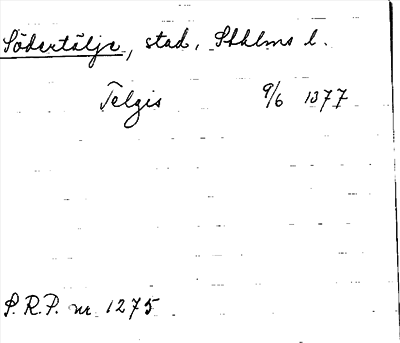 Södertälje, stad, Sthlms l.
Telgis 9/6 1377
S.R.P. nr. 1275